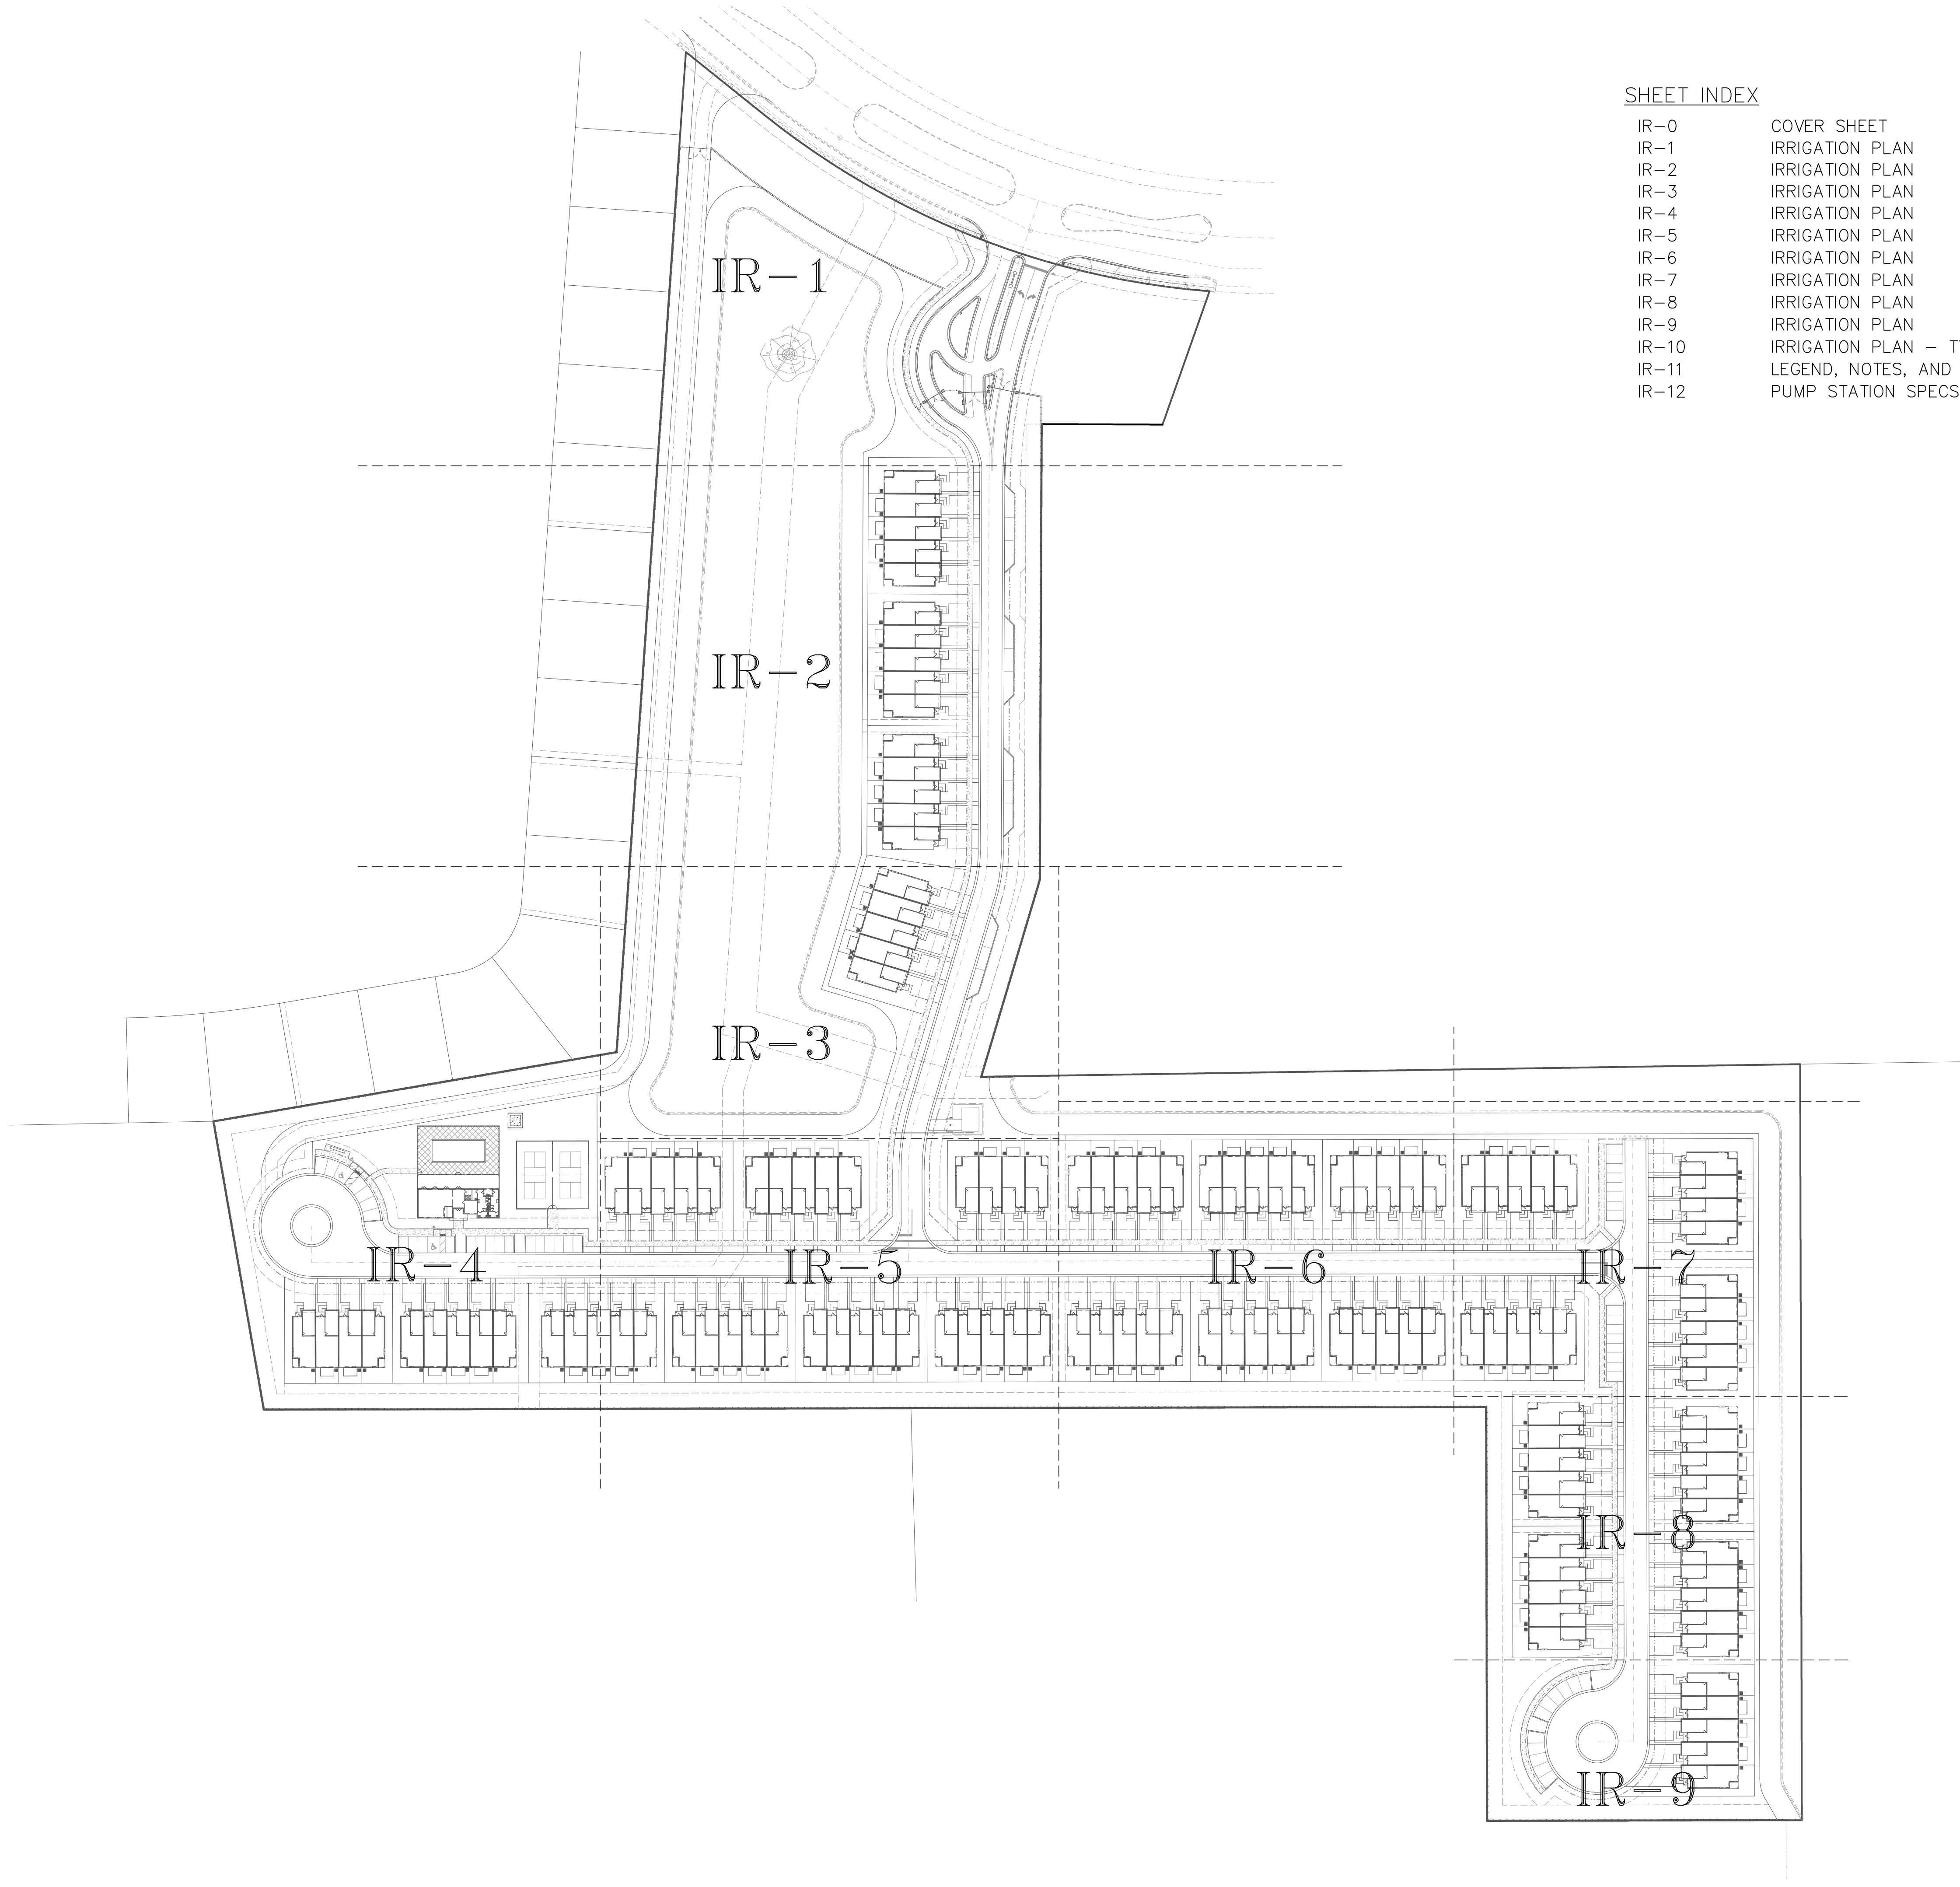 SHEET INDEX
IR-0 COVER SHEET
IR-1 IRRIGATION PLAN
IR-2 IRRIGATION PLAN
IR-3 IRRIGATION PLAN
IR-4 IRRIGATION PLAN
IR-5 IRRIGATION PLAN
IR-6 IRRIGATION PLAN
IR-7 IRRIGATION PLAN
IR-8 IRRIGATION PLAN
IR-9 IRRIGATION PLAN
IR-10 IRRIGATION PLAN -
IR-11 LEGEND, NOTES, AND
IR-12 PUMP STATION SPECS
IR-1
IR-2
IR-3
IR-4
IR-5
IR-6
IR-7
IR-8
IR-9